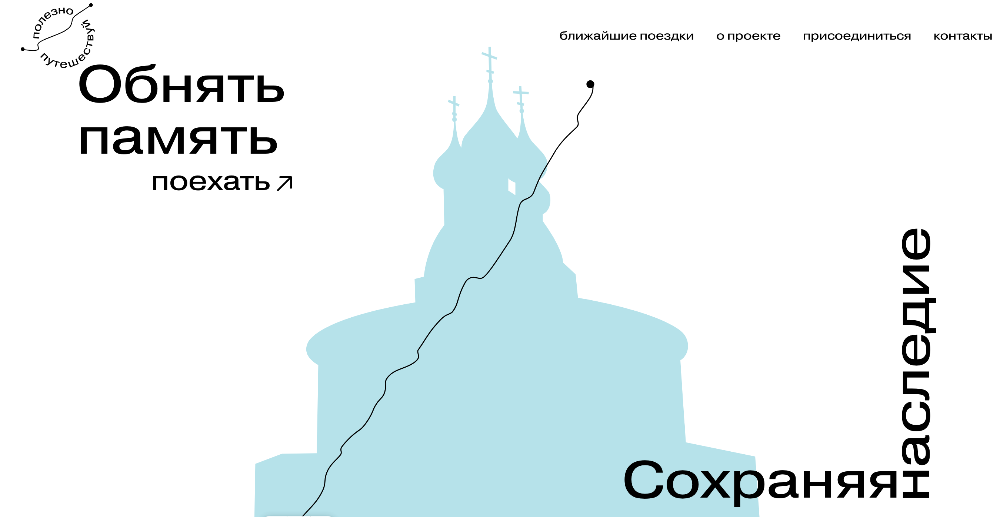 полезно
путешествуй
ближайшие поездки
о проекте
присоединиться
контакты
Обнять
память
поехать
Сохраняя
наследие